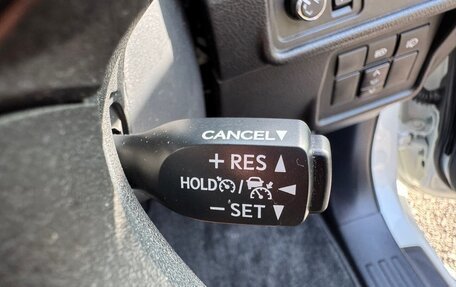 CANCEL▼
+ RES ▲
HOLD / ◀
– SET ▼